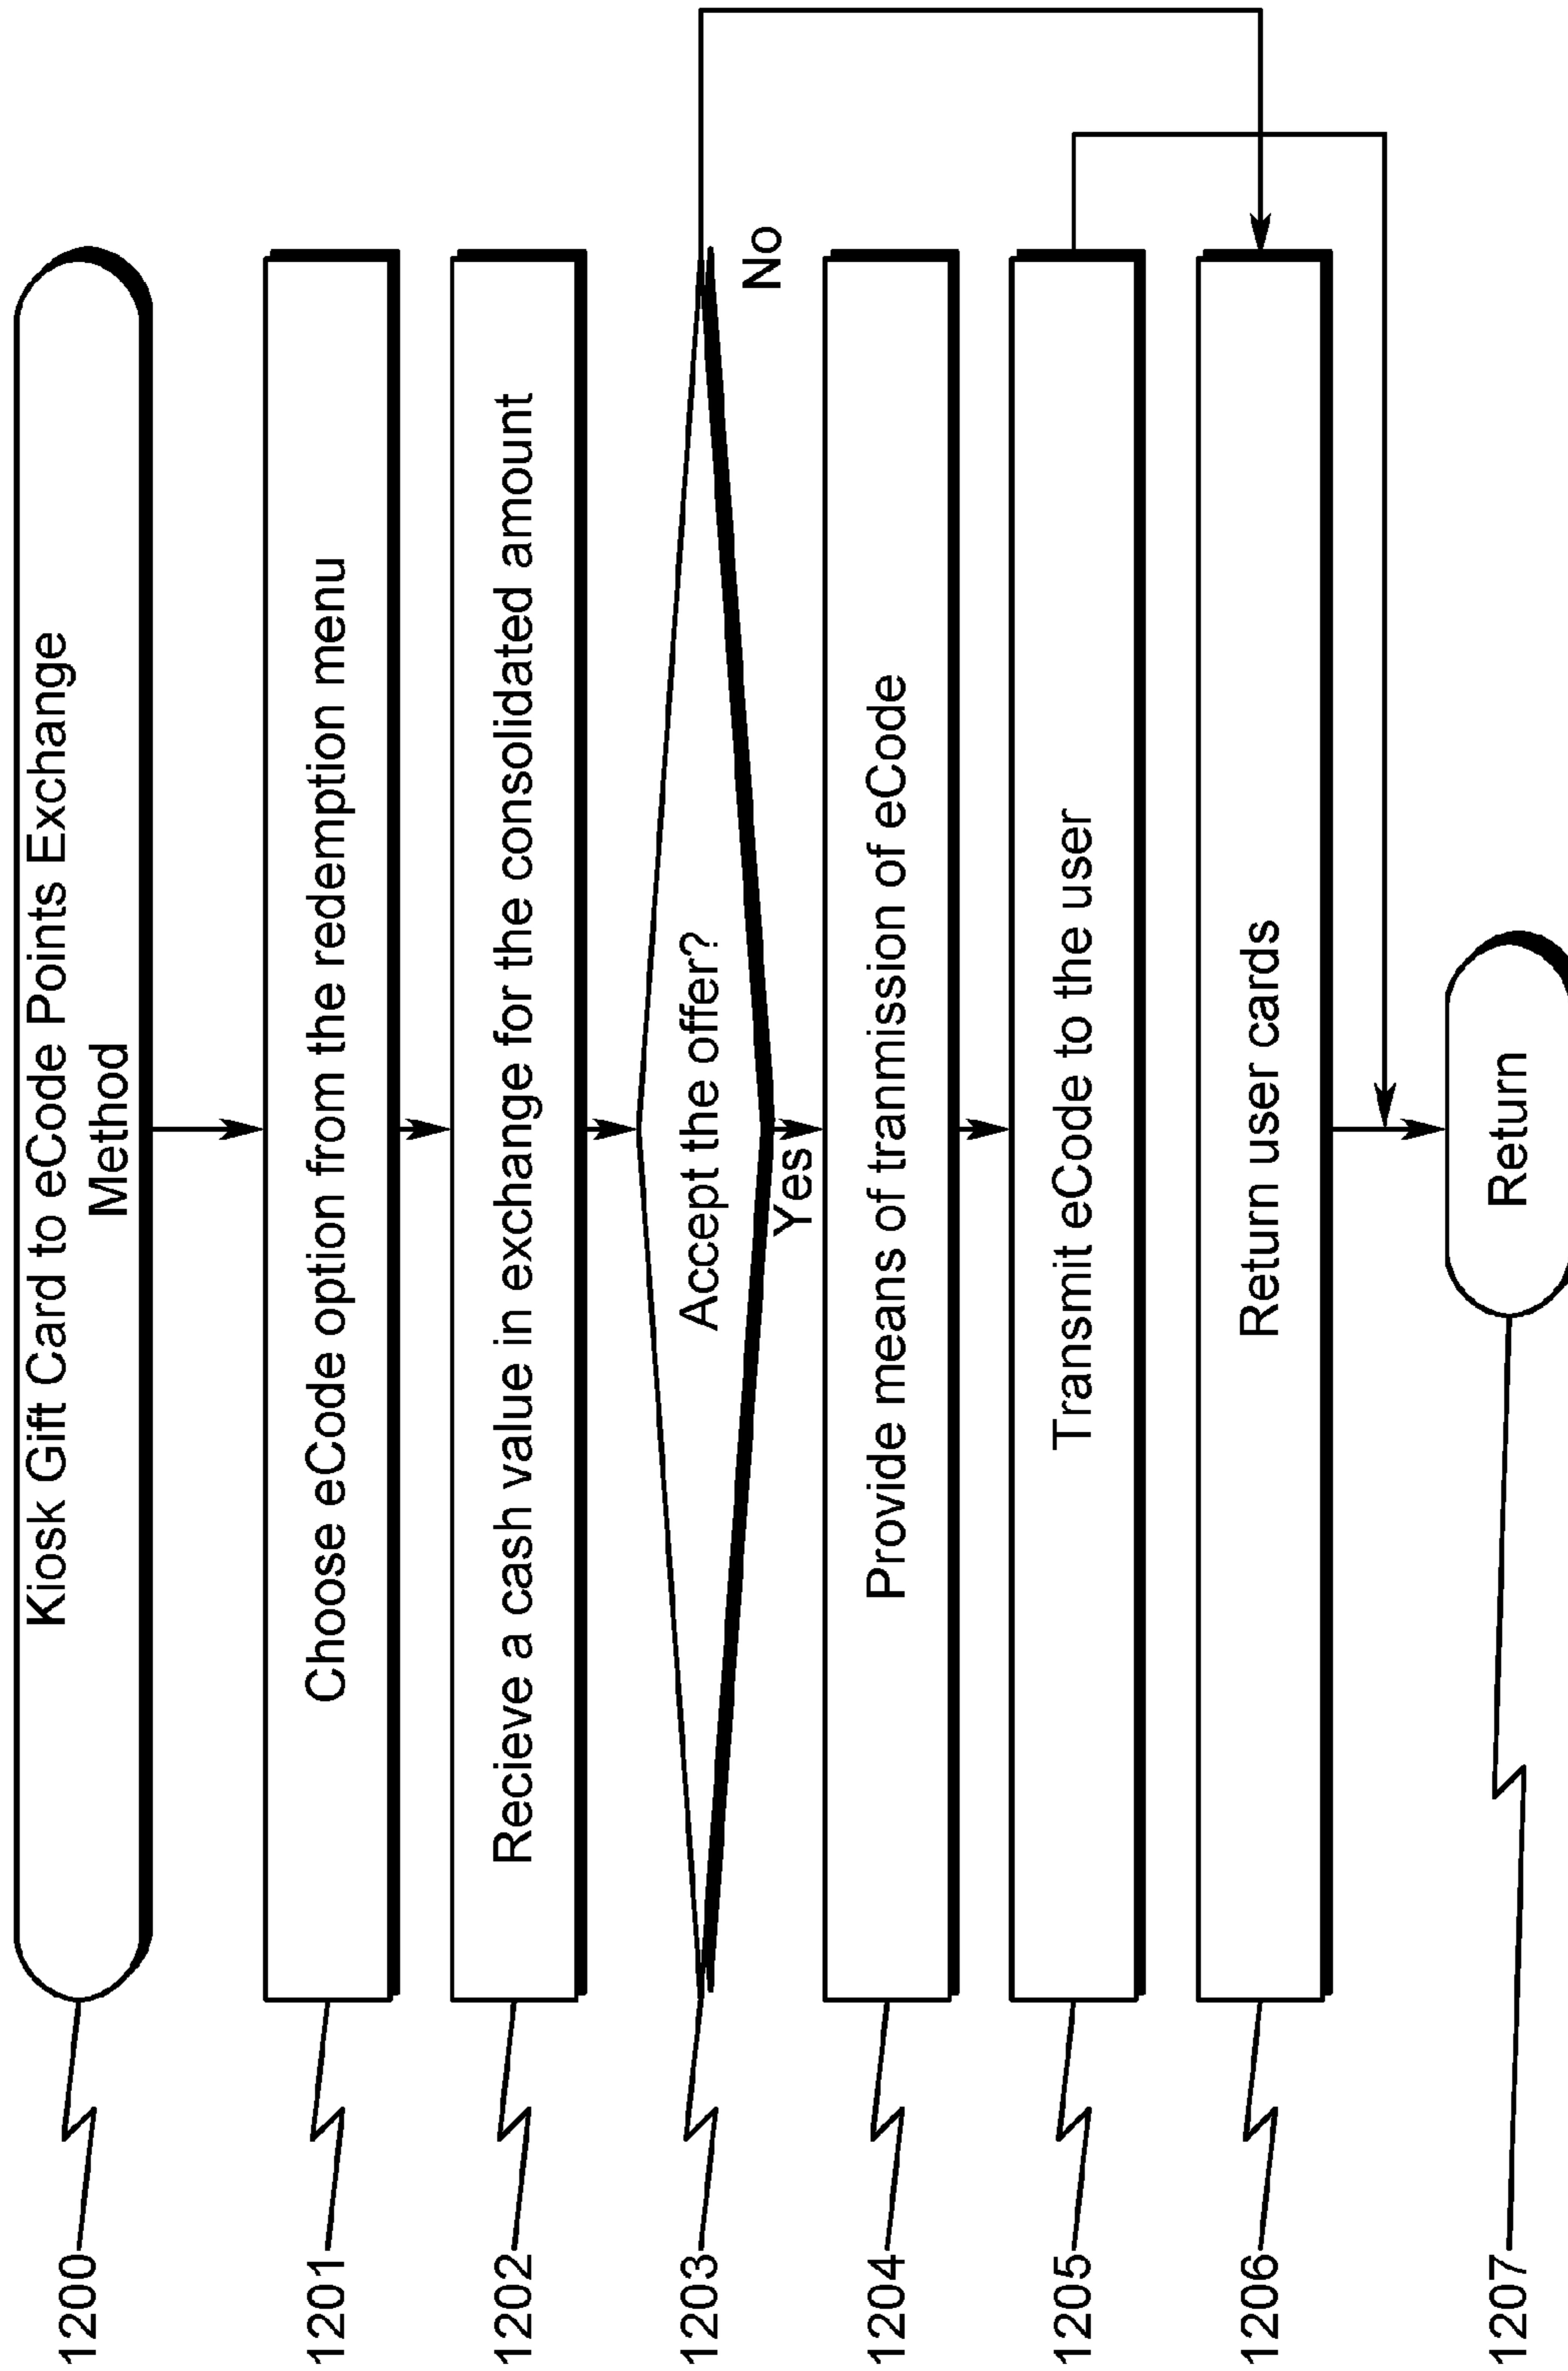 Kiosk Gift Card to eCode Points Exchange
Method
1200
Choose eCode option from the redemption menu
1201
Recieve a cash value in exchange for the consolidated amount
1202
Accept the offer?
1203
No
Yes
Provide means of tranmission of eCode
1204
Transmit eCode to the user
1205
Return user cards
1206
Return
1207